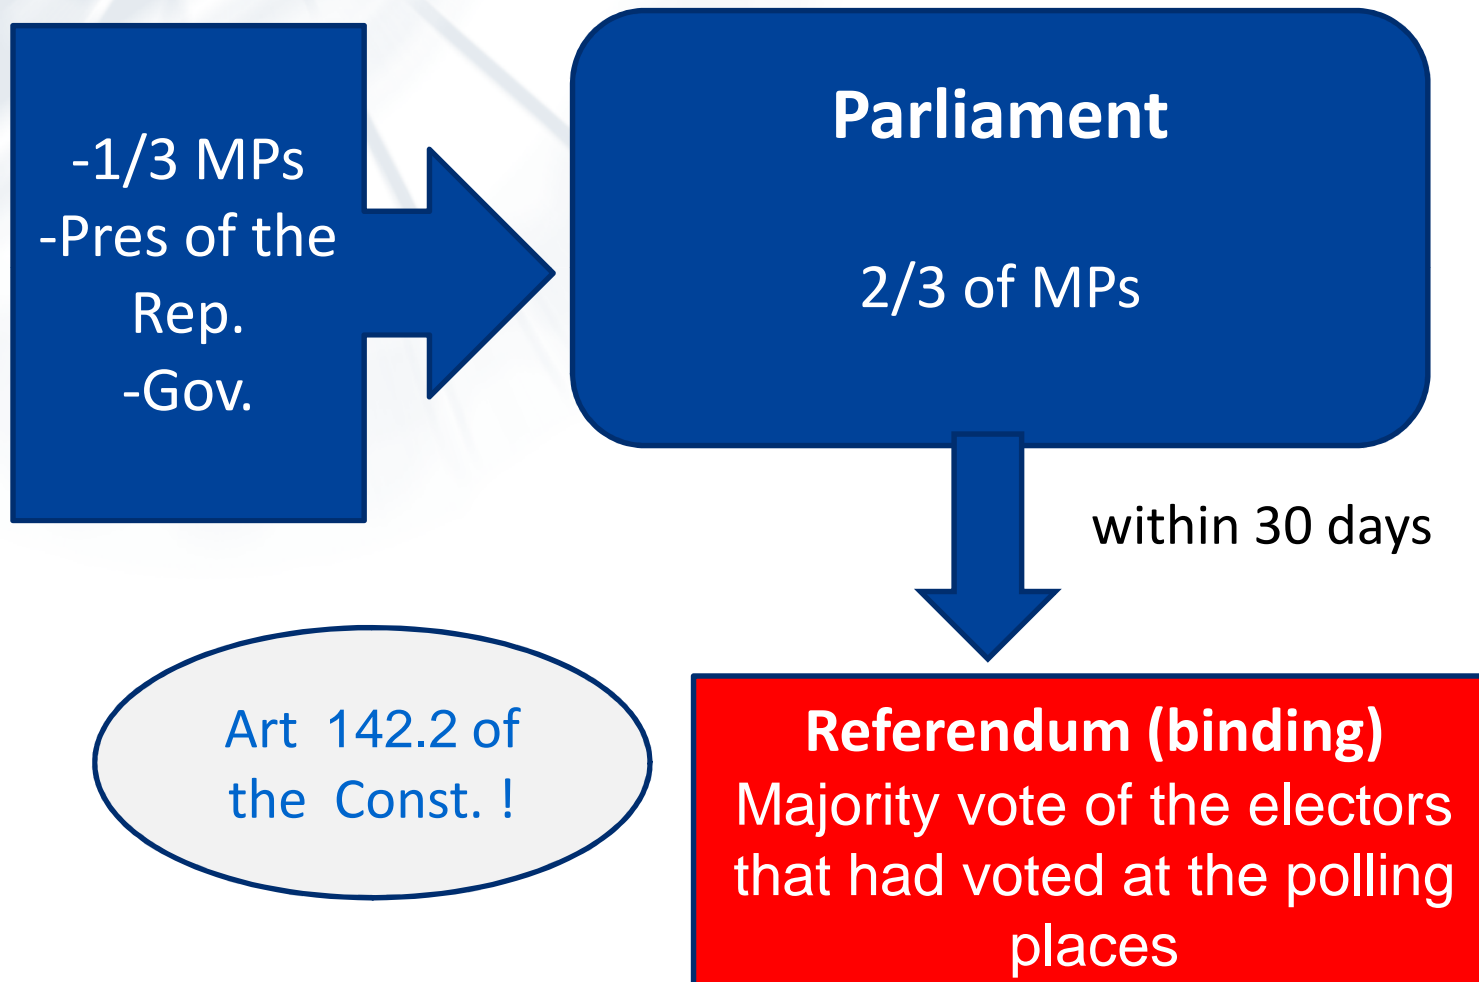 -1/3 MPs
-Pres of the
Rep.
-Gov.
Parliament
2/3 of MPs
within 30 days
Art 142.2 of
the Const. !
Referendum (binding)
Majority vote of the electors
that had voted at the polling
places